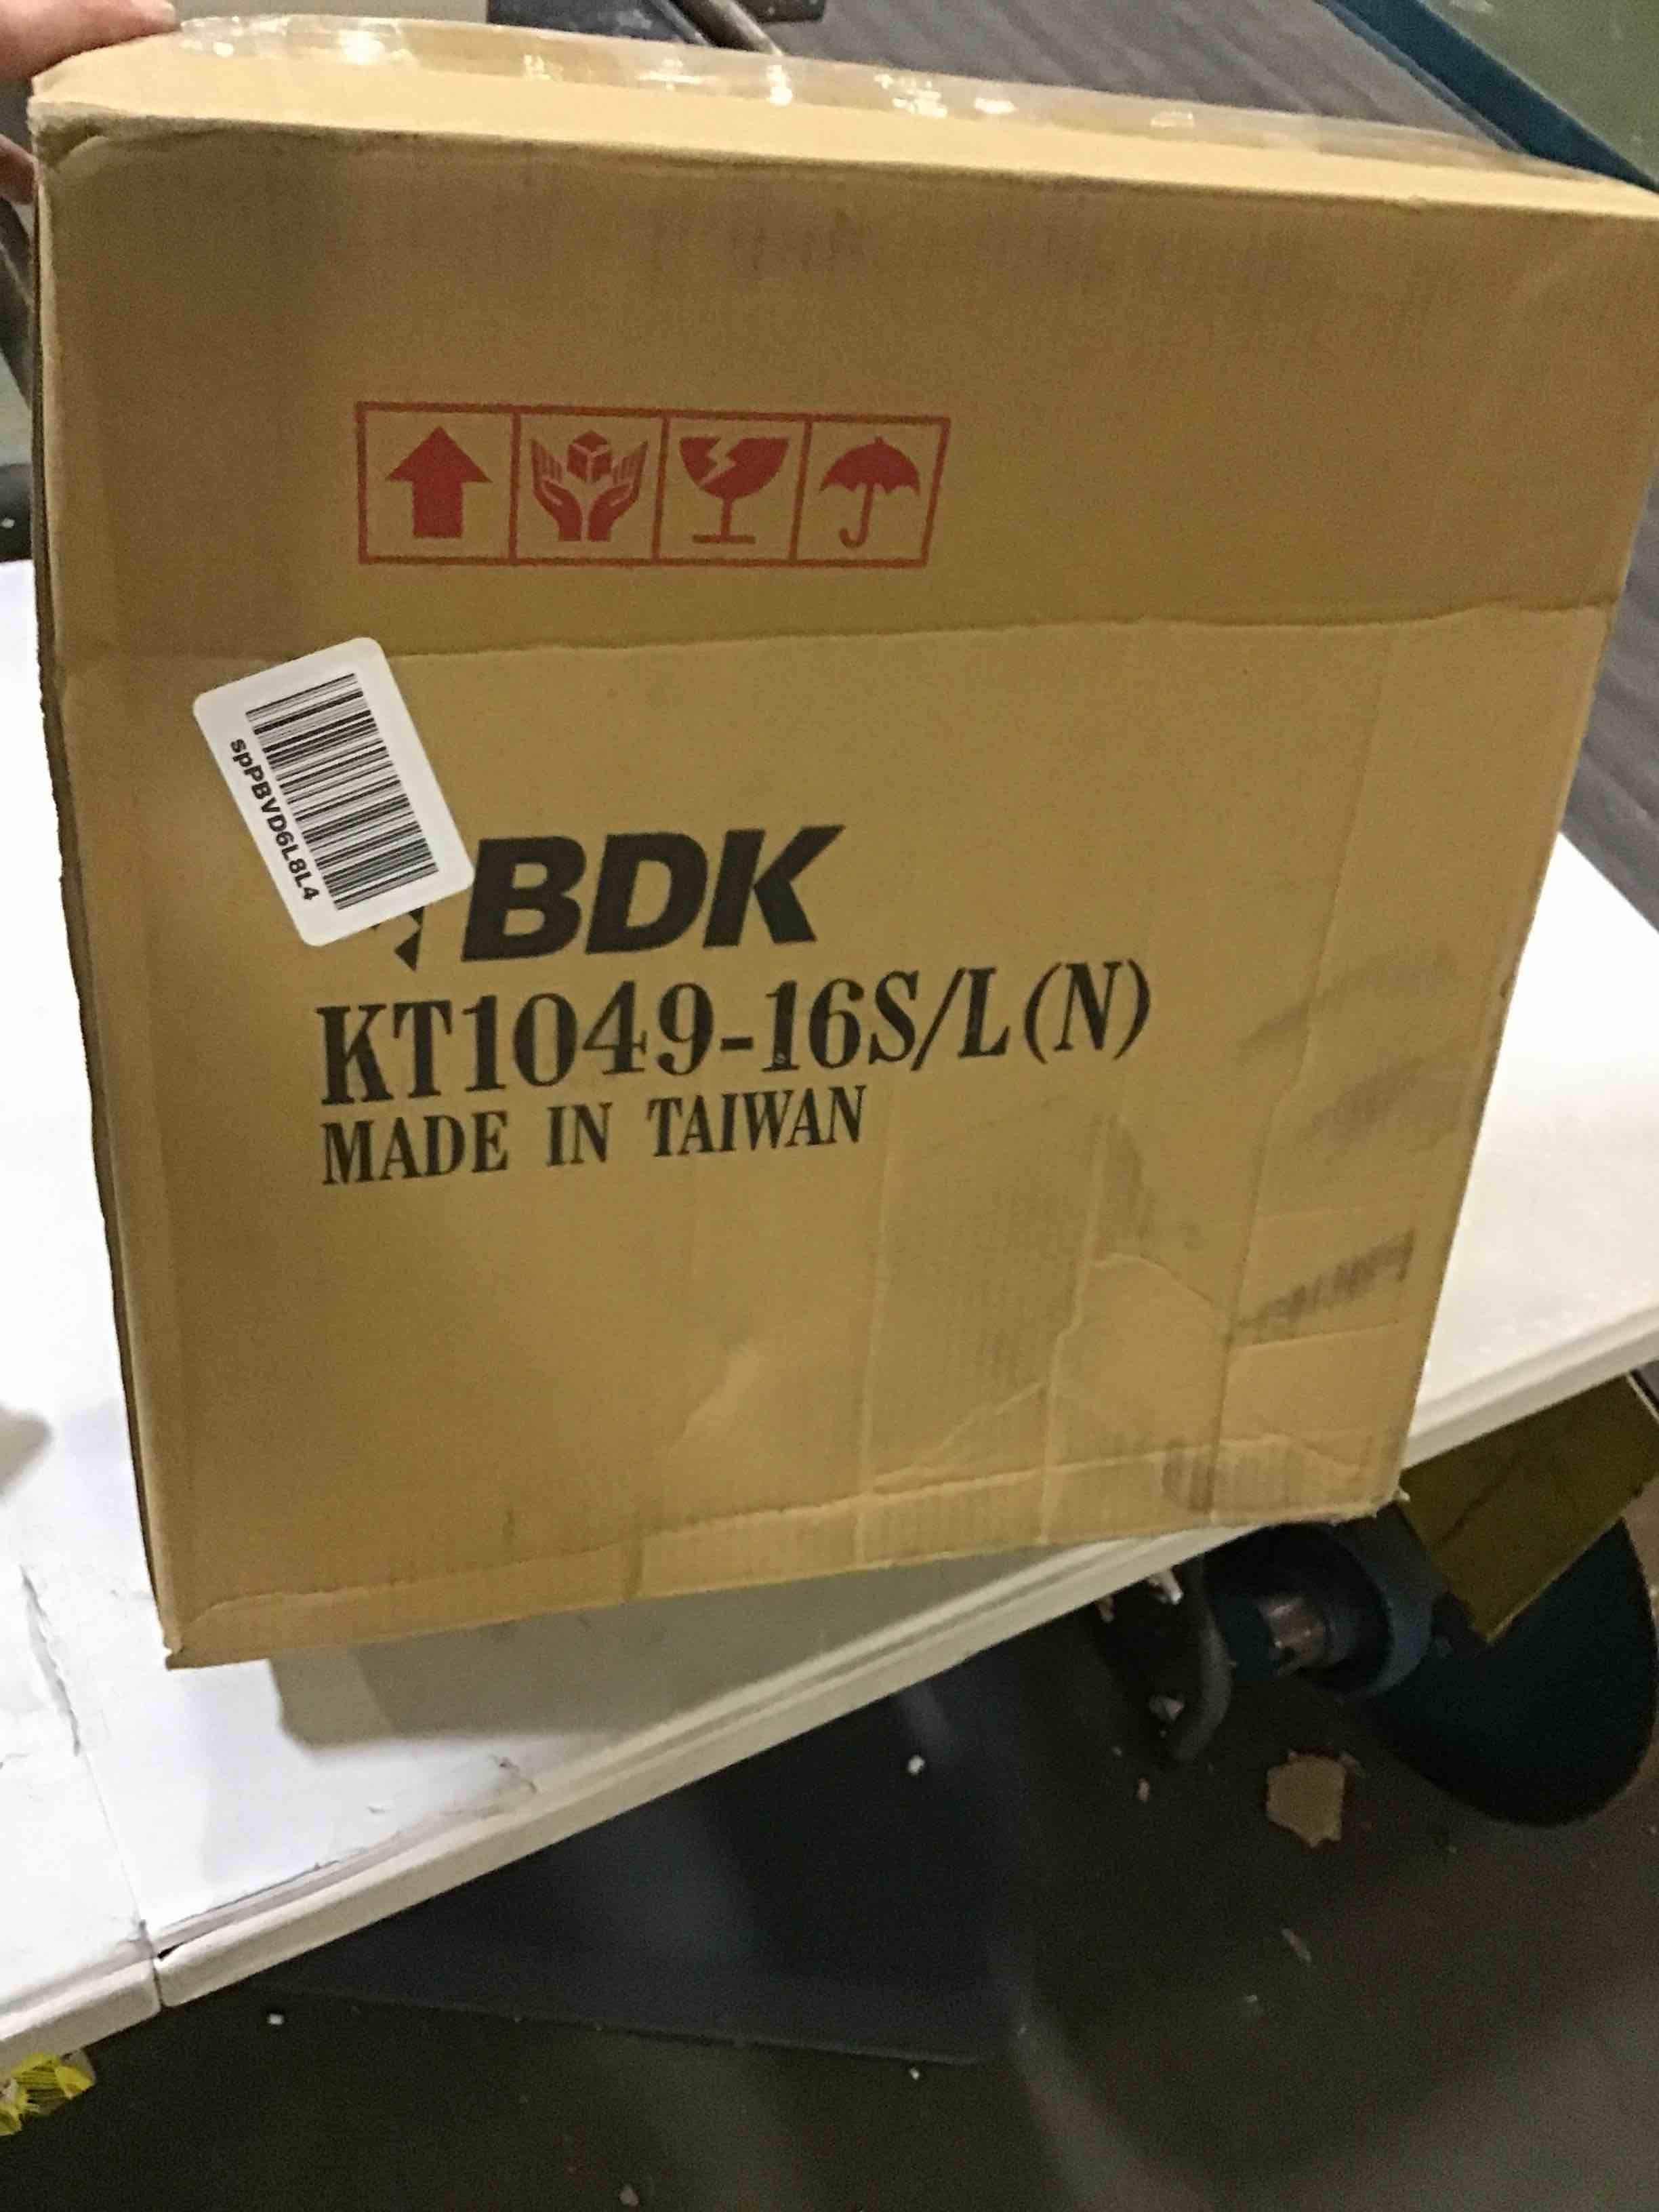 spPBVD6L8L4
BDK
KT1049-16S/L(N)
MADE IN TAIWAN